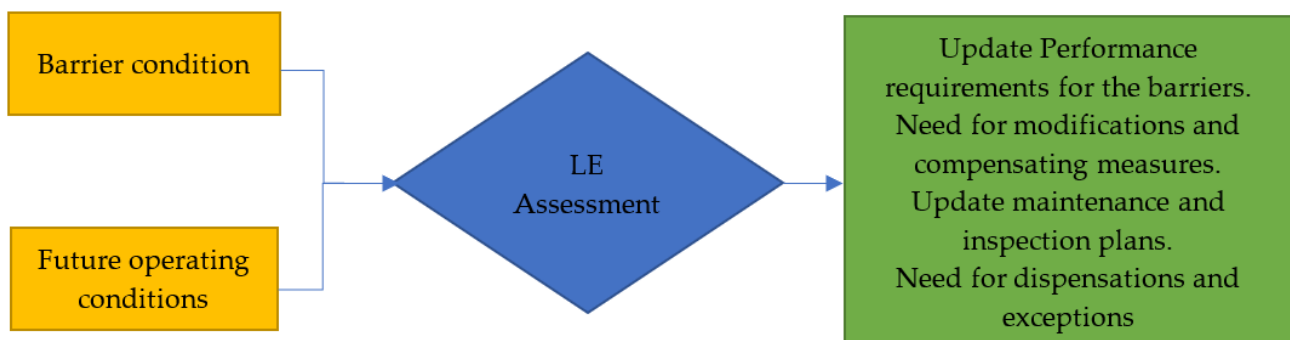 Barrier condition
Future operating
conditions
LE
Assessment
Update Performance
requirements for the barriers.
Need for modifications and
compensating measures.
Update maintenance and
inspection plans.
Need for dispensations and
exceptions